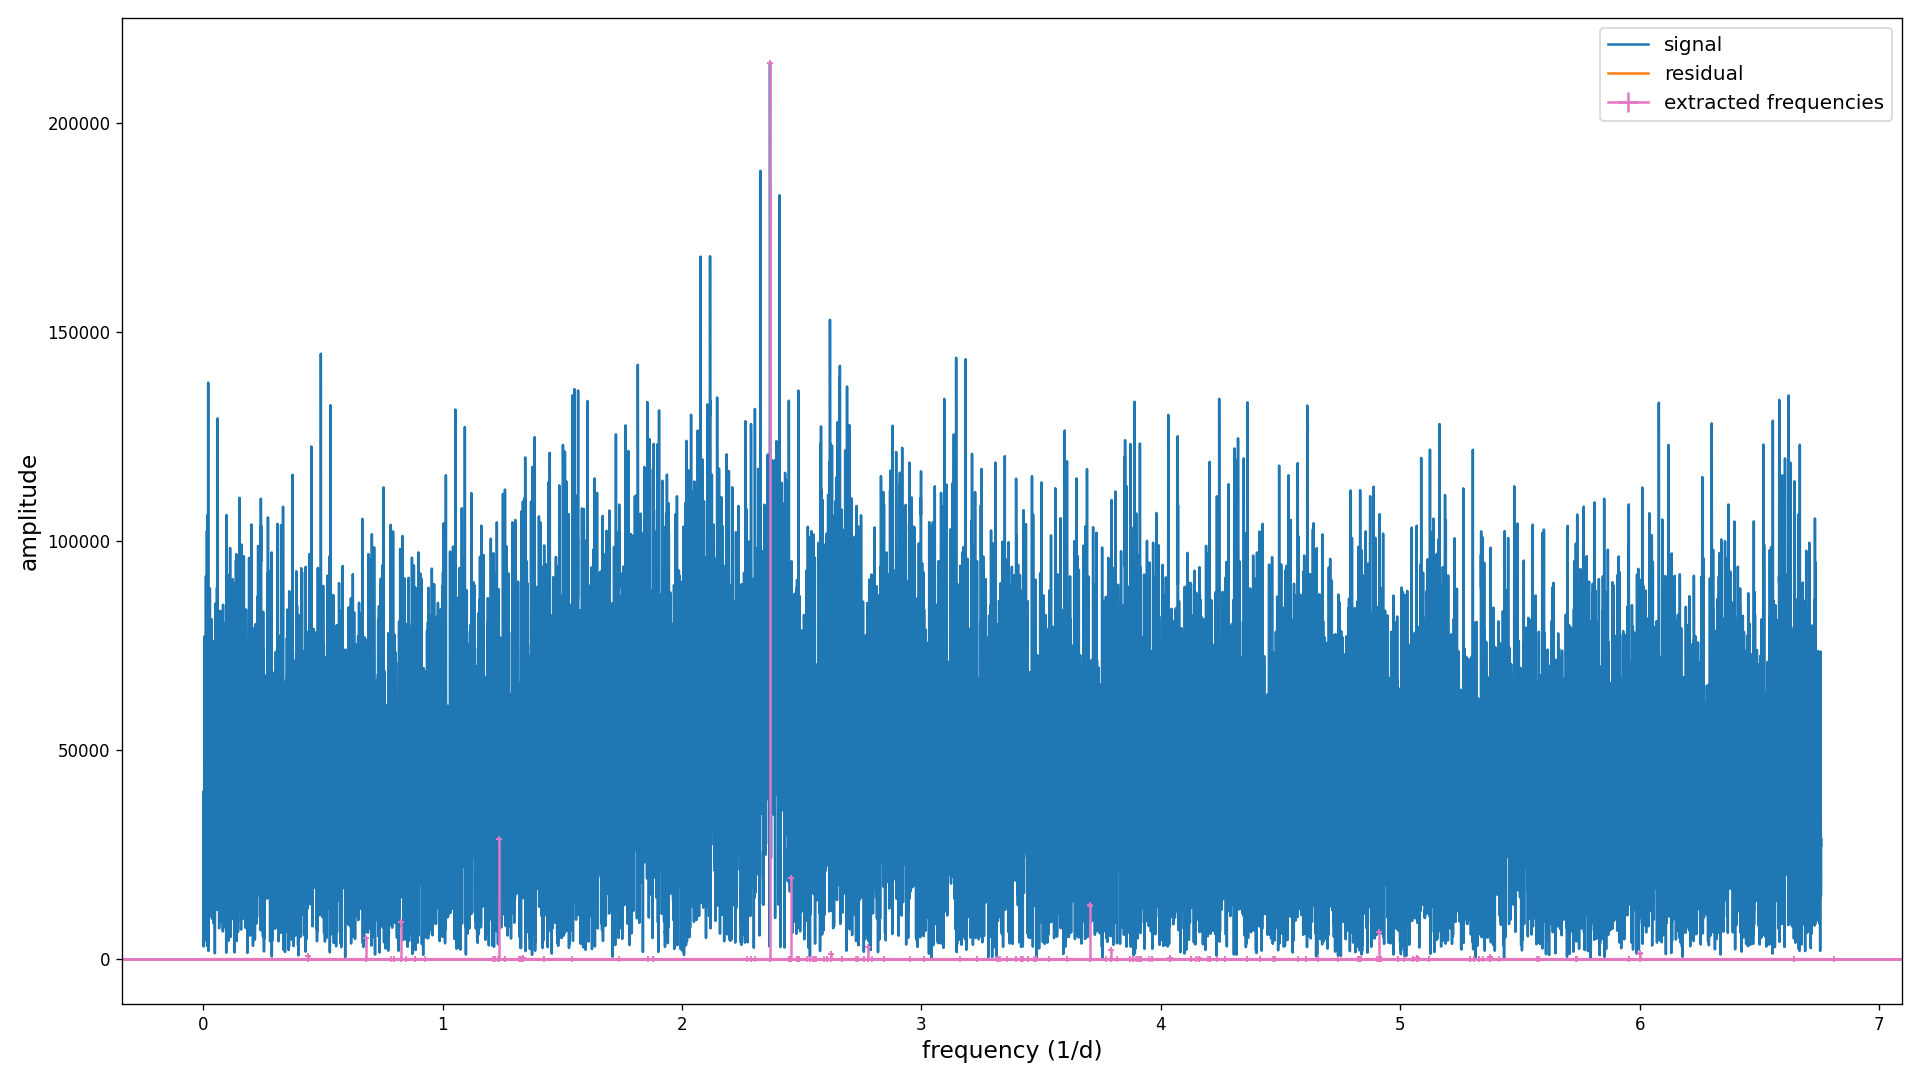 signal
residual
extracted frequencies
200000
150000
100000
50000
0
amplitude
0 1 2 3 4 5 6 7
frequency (1/d)